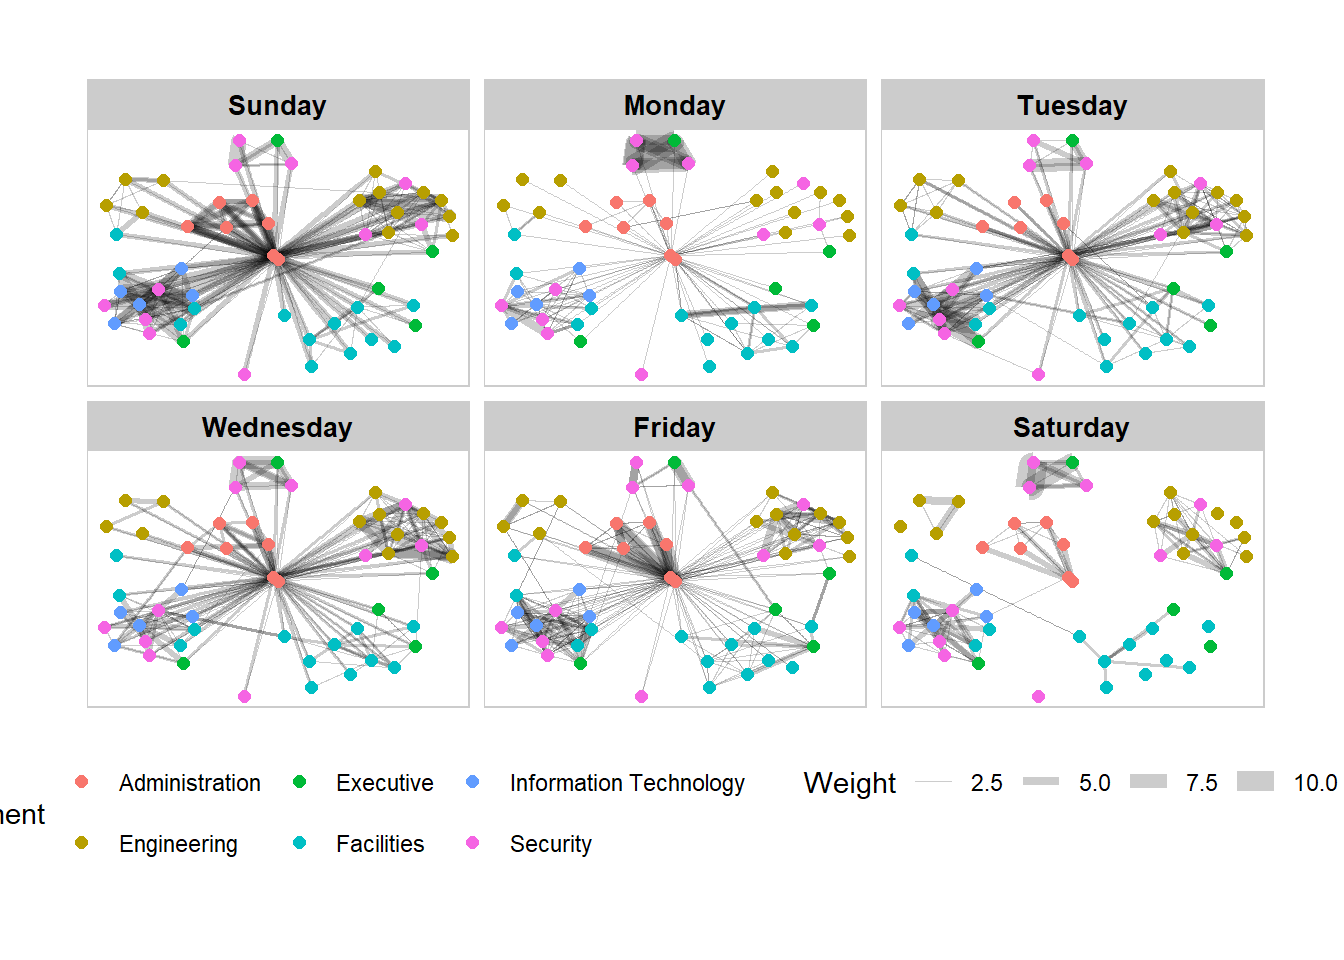 Sunday
Monday
Tuesday
Wednesday
Friday
Saturday
Administration
Executive
Information Technology
Weight
2.5
5.0
7.5
10.0
Engineering
Facilities
Security